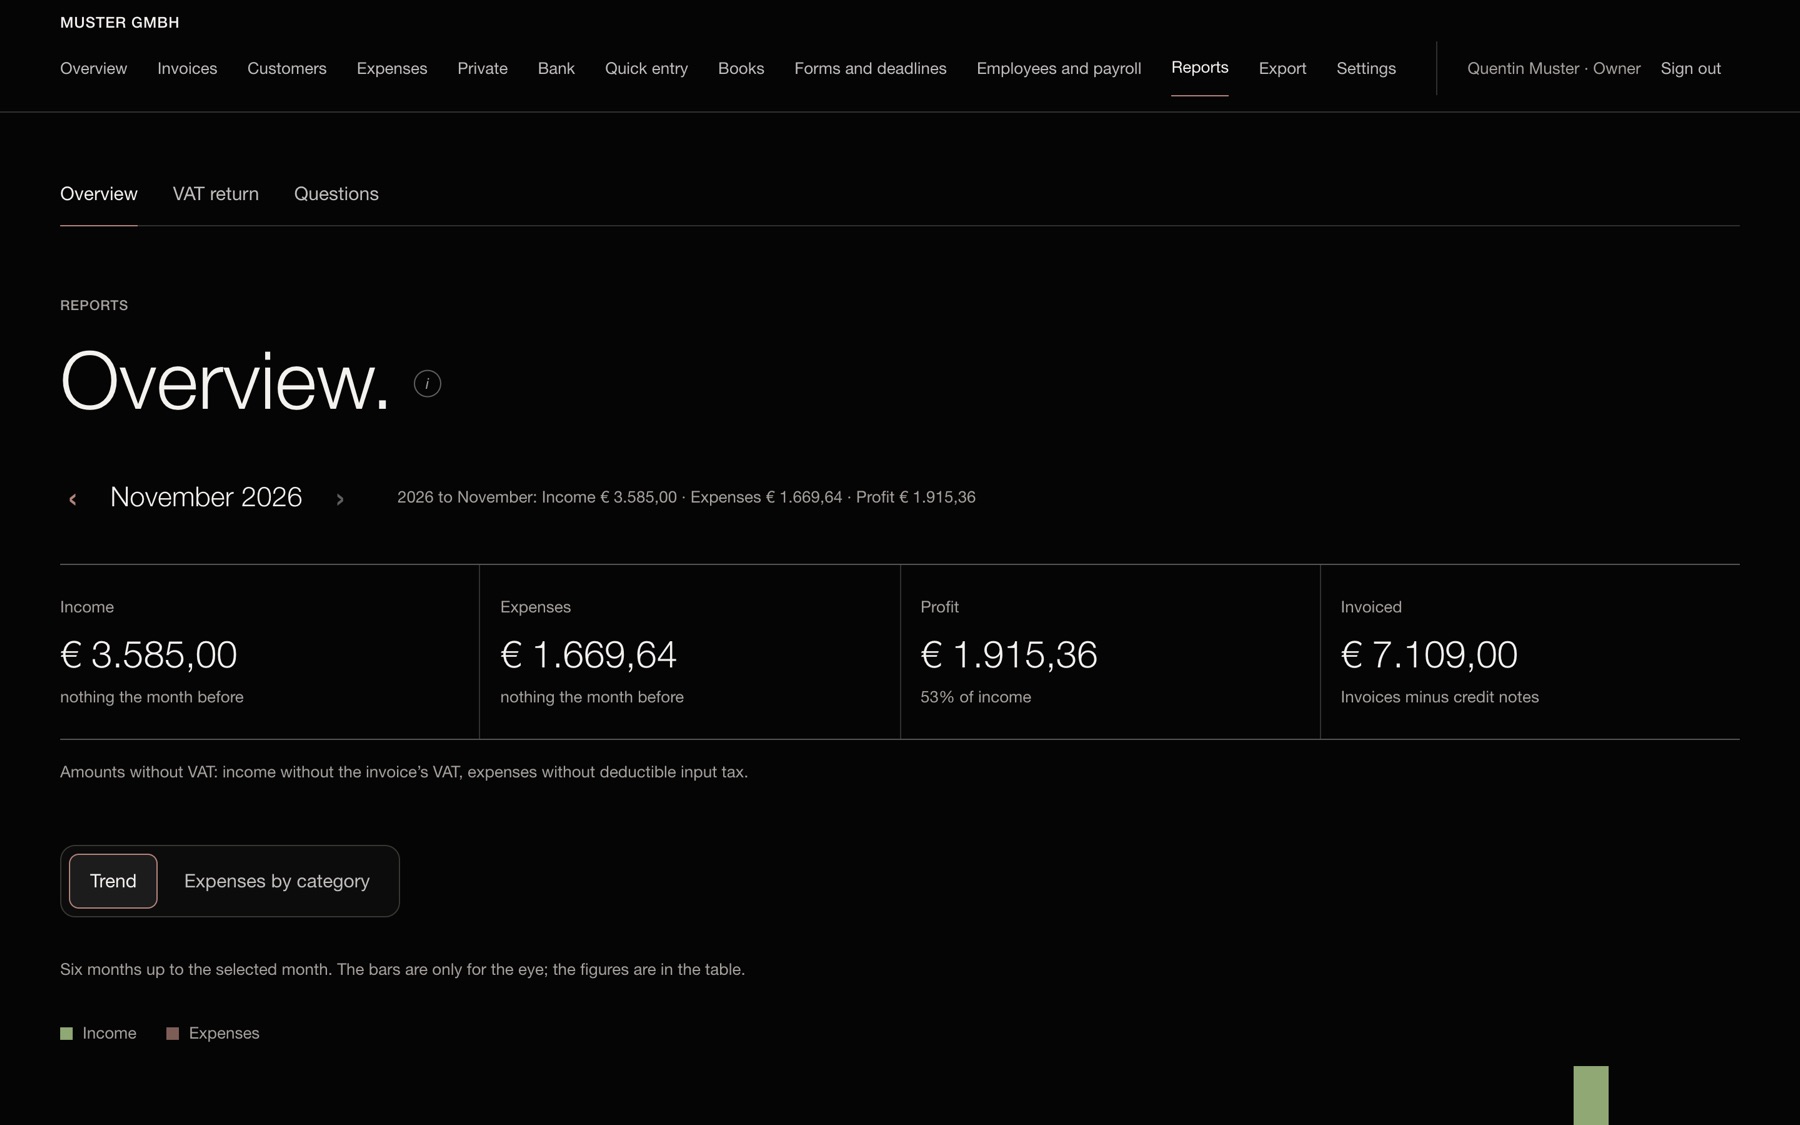 MUSTER GMBH
Overview Invoices Customers Expenses Private Bank Quick entry Books Forms and deadlines Employees and payroll Reports Export Settings Quentin Muster · Owner Sign out
Overview VAT return Questions
REPORTS
Overview. i
‹ November 2026 › 2026 to November: Income € 3.585,00 · Expenses € 1.669,64 · Profit € 1.915,36
Income Expenses Profit Invoiced
€ 3.585,00 € 1.669,64 € 1.915,36 € 7.109,00
nothing the month before nothing the month before 53% of income Invoices minus credit notes
Amounts without VAT: income without the invoice’s VAT, expenses without deductible input tax.
Trend Expenses by category
Six months up to the selected month. The bars are only for the eye; the figures are in the table.
Income Expenses